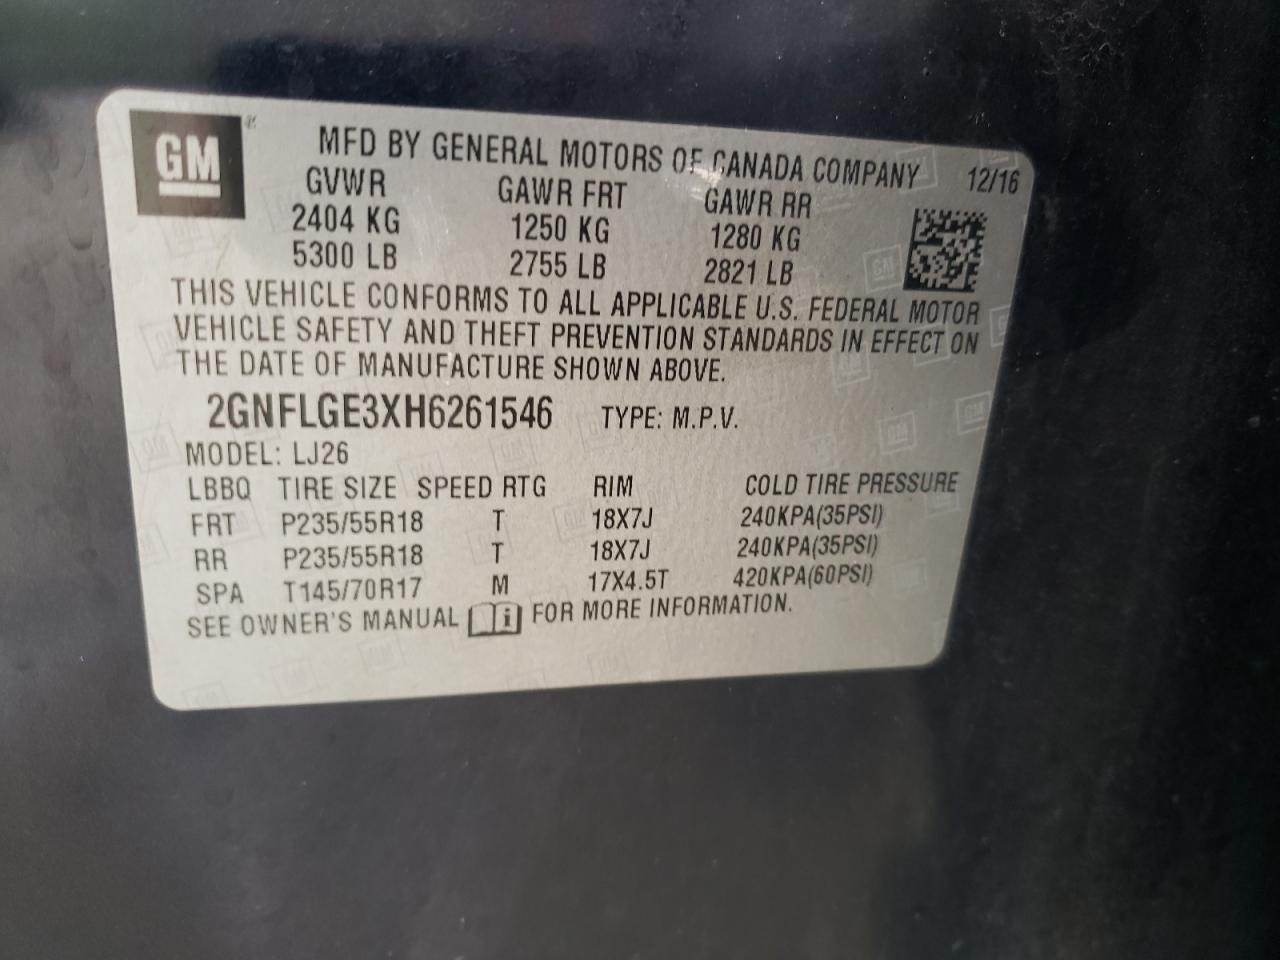 GM
MFD BY GENERAL MOTORS OF CANADA COMPANY 12/16
GVWR GAWR FRT GAWR RR
2404 KG 1250 KG 1280 KG
5300 LB 2755 LB 2821 LB
THIS VEHICLE CONFORMS TO ALL APPLICABLE U.S. FEDERAL MOTOR
VEHICLE SAFETY AND THEFT PREVENTION STANDARDS IN EFFECT ON
THE DATE OF MANUFACTURE SHOWN ABOVE.
2GNFLGE3XH6261546 TYPE: M.P.V.
MODEL: LJ26
LBBQ TIRE SIZE SPEED RTG RIM COLD TIRE PRESSURE
FRT P235/55R18 T 18X7J 240KPA(35PSI)
RR P235/55R18 T 18X7J 240KPA(35PSI)
SPA T145/70R17 M 17X4.5T 420KPA(60PSI)
SEE OWNER'S MANUAL i FOR MORE INFORMATION.